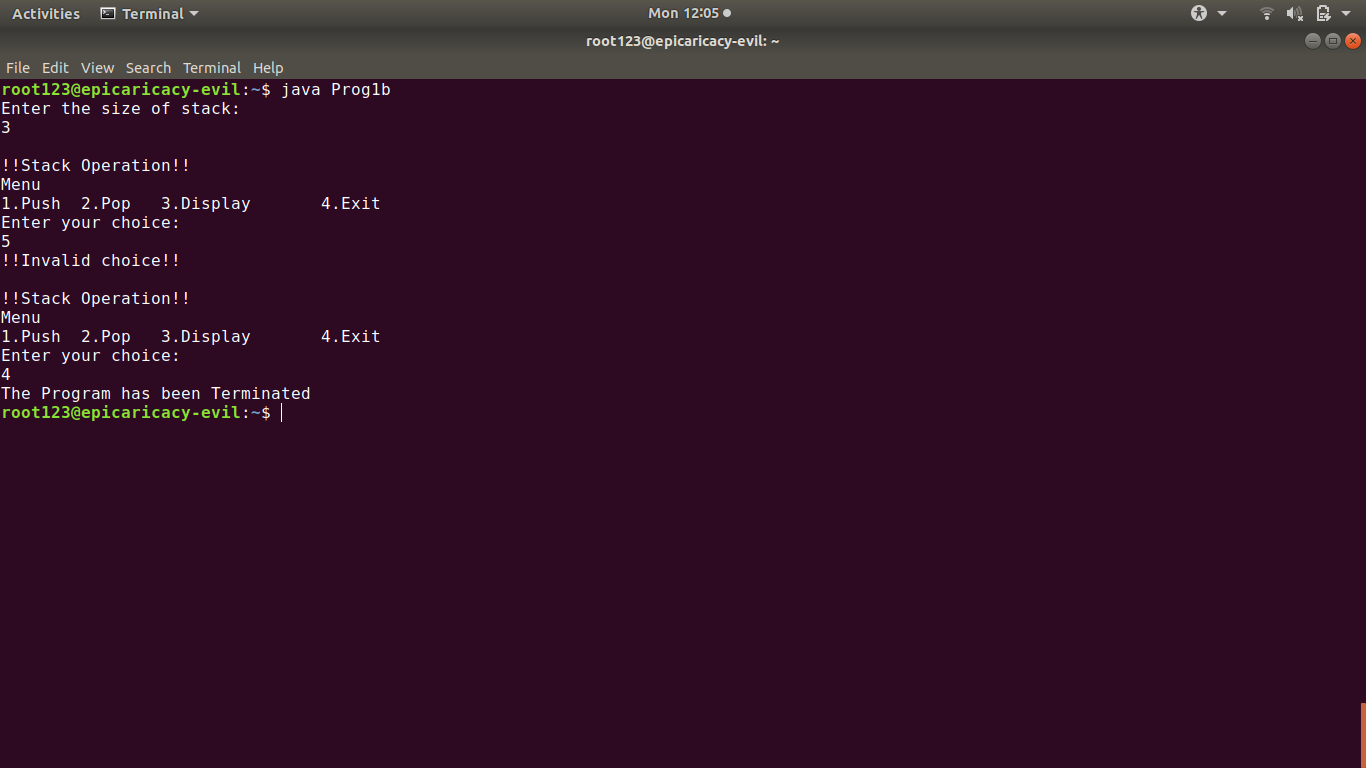 Activities Terminal Mon 12:05
root123@epicaricacy-evil: ~
File Edit View Search Terminal Help
root123@epicaricacy-evil:~$ java Prog1b
Enter the size of stack:
3
!!Stack Operation!!
Menu
1.Push 2.Pop 3.Display 4.Exit
Enter your choice:
5
!!Invalid choice!!
!!Stack Operation!!
Menu
1.Push 2.Pop 3.Display 4.Exit
Enter your choice:
4
The Program has been Terminated
root123@epicaricacy-evil:~$